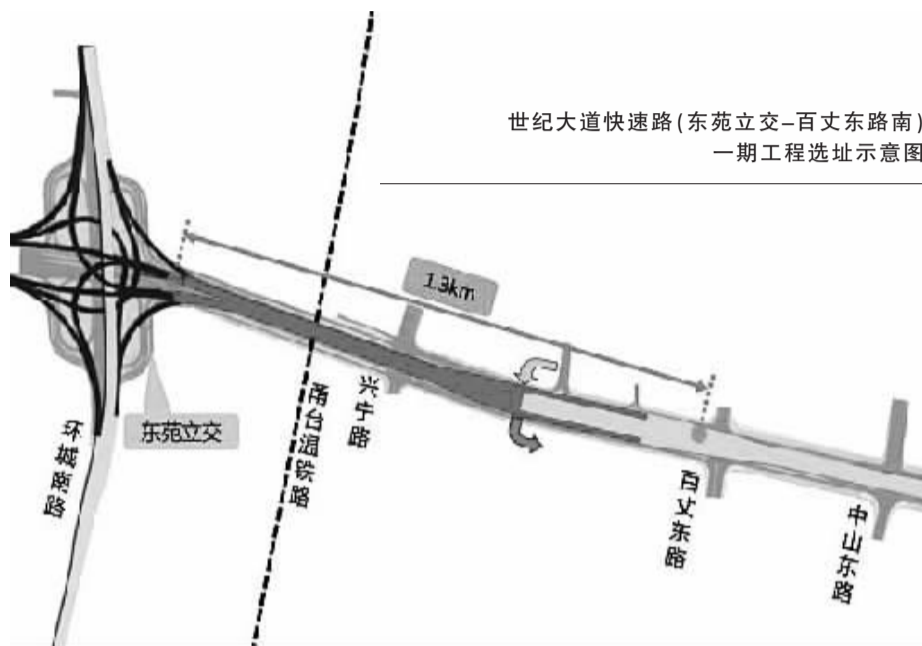 世纪大道快速路(东苑立交–百丈东路南)
一期工程选址示意图
1.3km
东苑立交
环城南路
甬台温铁路
兴宁路
百丈东路
中山东路